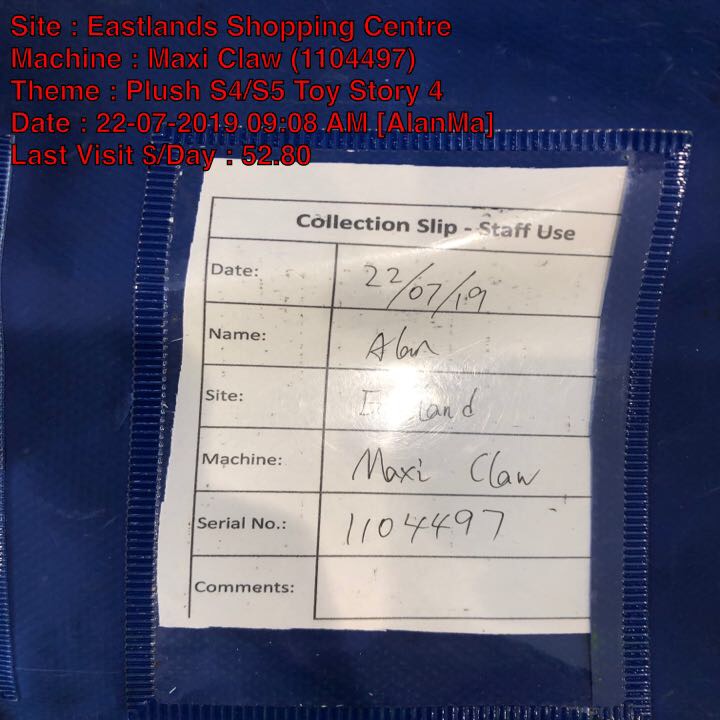 Site : Eastlands Shopping Centre
Machine : Maxi Claw (1104497)
Theme : Plush S4/S5 Toy Story 4
Date : 22-07-2019 09:08 AM [AlanMa]
Last Visit $/Day : 52.80
Collection Slip - Staff Use
Date: 22/07/19
Name: Alan
Site:
Machine: Maxi Claw
Serial No.: 1104497
Comments: